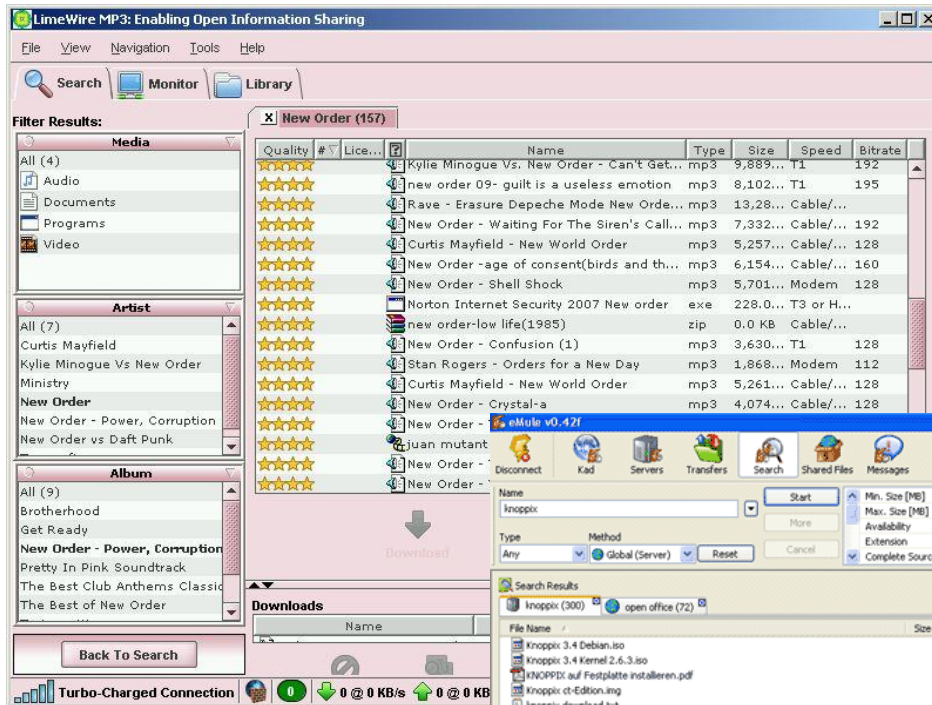 LimeWire MP3: Enabling Open Information Sharing
File View Navigation Tools Help
Search Monitor Library
Filter Results:
Media
All (4)
Audio
Documents
Programs
Video
Artist
All (7)
Curtis Mayfield
Kylie Minogue Vs New Order
Ministry
New Order
New Order - Power, Corruption
New Order vs Daft Punk
Album
All (9)
Brotherhood
Get Ready
New Order - Power, Corruption
Pretty In Pink Soundtrack
The Best Club Anthems Classic
The Best of New Order
Back To Search
X New Order (157)
Quality # Lice... ? Name Type Size Speed Bitrate
Kylie Minogue Vs. New Order - Can't Get... mp3 9,889... T1 192
new order 09- guilt is a useless emotion mp3 8,102... T1 195
Rave - Erasure Depeche Mode New Orde... mp3 13,28... Cable/...
New Order - Waiting For The Siren's Call... mp3 7,332... Cable/... 192
Curtis Mayfield - New World Order mp3 5,257... Cable/... 128
New Order -age of consent(birds and th... mp3 6,154... Cable/... 160
New Order - Shell Shock mp3 5,701... Modem 128
Norton Internet Security 2007 New order exe 228.0... T3 or H...
new order-low life(1985) zip 0.0 KB Cable/...
New Order - Confusion (1) mp3 3,630... T1 128
Stan Rogers - Orders for a New Day mp3 1,868... Modem 112
Curtis Mayfield - New World Order mp3 5,261... Cable/... 128
New Order - Crystal-a mp3 4,074... Cable/... 128
New Order -
juan mutant
New Order -
New Order -
Download
Downloads
Name
Turbo-Charged Connection 0 0 @ 0 KB/s 0 @ 0 KB
eMule v0.42f
Disconnect Kad Servers Transfers Search Shared Files Messages
Name
knoppix
Type Method
Any Global (Server) Reset
Start
More
Cancel
Min. Size [MB]
Max. Size [MB]
Availability
Extension
Complete Sourc
Search Results
knoppix (300) open office (72)
File Name / Size
Knoppix 3.4 Debian.iso
Knoppix 3.4 Kernel 2.6.3.iso
KNOPPIX auf Festplatte installieren.pdf
Knoppix ct-Edition.img
knoppix download.txt